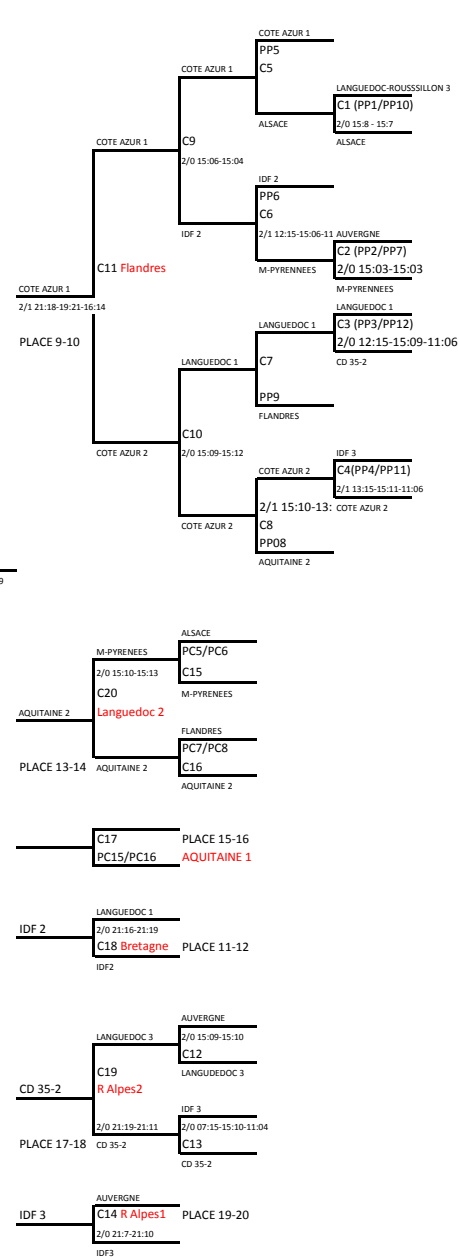 COTE AZUR 1
PP5
COTE AZUR 1
C5
LANGUEDOC-ROUSSSILLON 3
C1 (PP1/PP10)
ALSACE
2/0 15:8 - 15:7
COTE AZUR 1
C9
ALSACE
2/0 15:06-15:04
IDF 2
PP6
C6
IDF 2
2/1 12:15-15:06-11
AUVERGNE
C2 (PP2/PP7)
C11 Flandres
M-PYRENNEES
2/0 15:03-15:03
COTE AZUR 1
M-PYRENNEES
2/1 21:18-19:21-16:14
LANGUEDOC 1
C3 (PP3/PP12)
LANGUEDOC 1
PLACE 9-10
2/0 12:15-15:09-11:06
LANGUEDOC 1
C7
CD 35-2
PP9
FLANDRES
C10
COTE AZUR 2
2/0 15:09-15:12
IDF 3
COTE AZUR 2
C4(PP4/PP11)
2/1 13:15-15:11-11:06
2/1 15:10-13:
COTE AZUR 2
COTE AZUR 2
C8
PP08
AQUITAINE 2
9
ALSACE
M-PYRENEES
PC5/PC6
2/0 15:10-15:13
C15
C20
M-PYRENEES
AQUITAINE 2
Languedoc 2
FLANDRES
PC7/PC8
PLACE 13-14
AQUITAINE 2
C16
AQUITAINE 2
C17
PLACE 15-16
PC15/PC16
AQUITAINE 1
LANGUEDOC 1
IDF 2
2/0 21:16-21:19
C18 Bretagne
PLACE 11-12
IDF2
AUVERGNE
LANGUEDOC 3
2/0 15:09-15:10
C12
C19
LANGUDEDOC 3
CD 35-2
R Alpes2
IDF 3
2/0 21:19-21:11
2/0 07:15-15:10-11:04
PLACE 17-18
CD 35-2
C13
CD 35-2
AUVERGNE
IDF 3
C14 R Alpes1
PLACE 19-20
2/0 21:7-21:10
IDF3